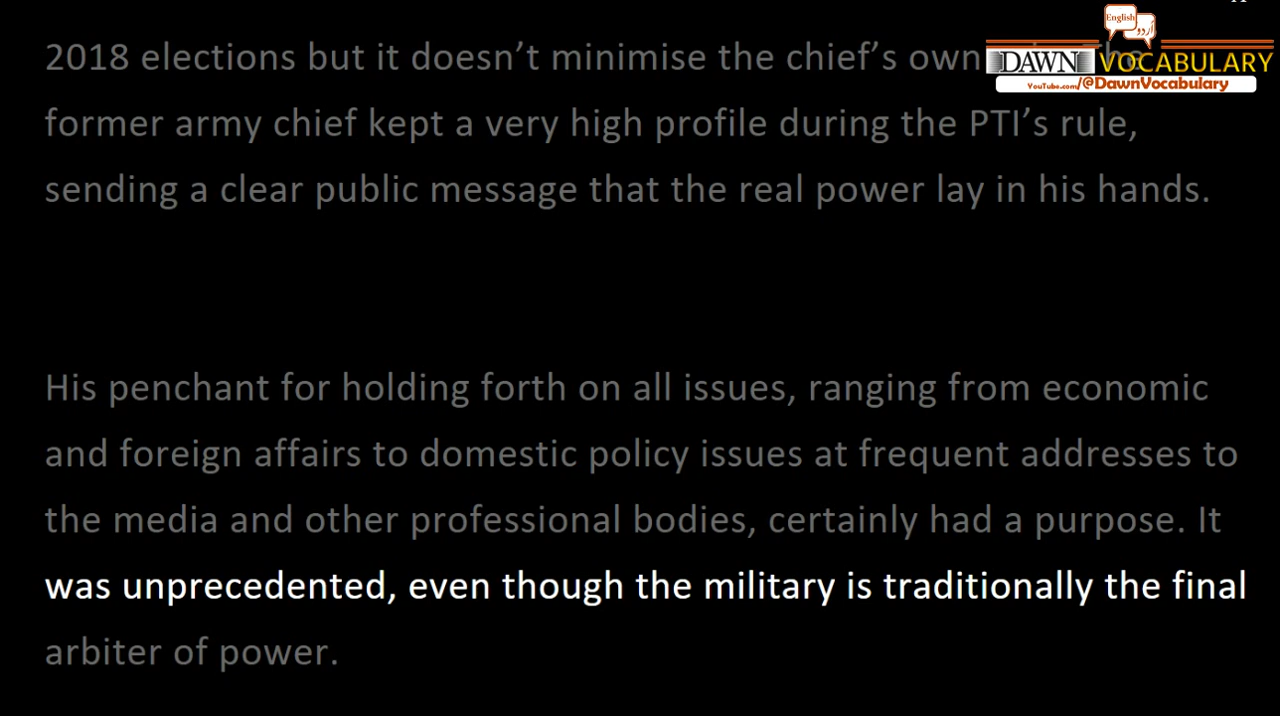 2018 elections but it doesn't minimise the chief's own
English
اردو
DAWN VOCABULARY
YouTube.com/@DawnVocabulary
former army chief kept a very high profile during the PTI's rule,
sending a clear public message that the real power lay in his hands.
His penchant for holding forth on all issues, ranging from economic
and foreign affairs to domestic policy issues at frequent addresses to
the media and other professional bodies, certainly had a purpose. It
was unprecedented, even though the military is traditionally the final
arbiter of power.